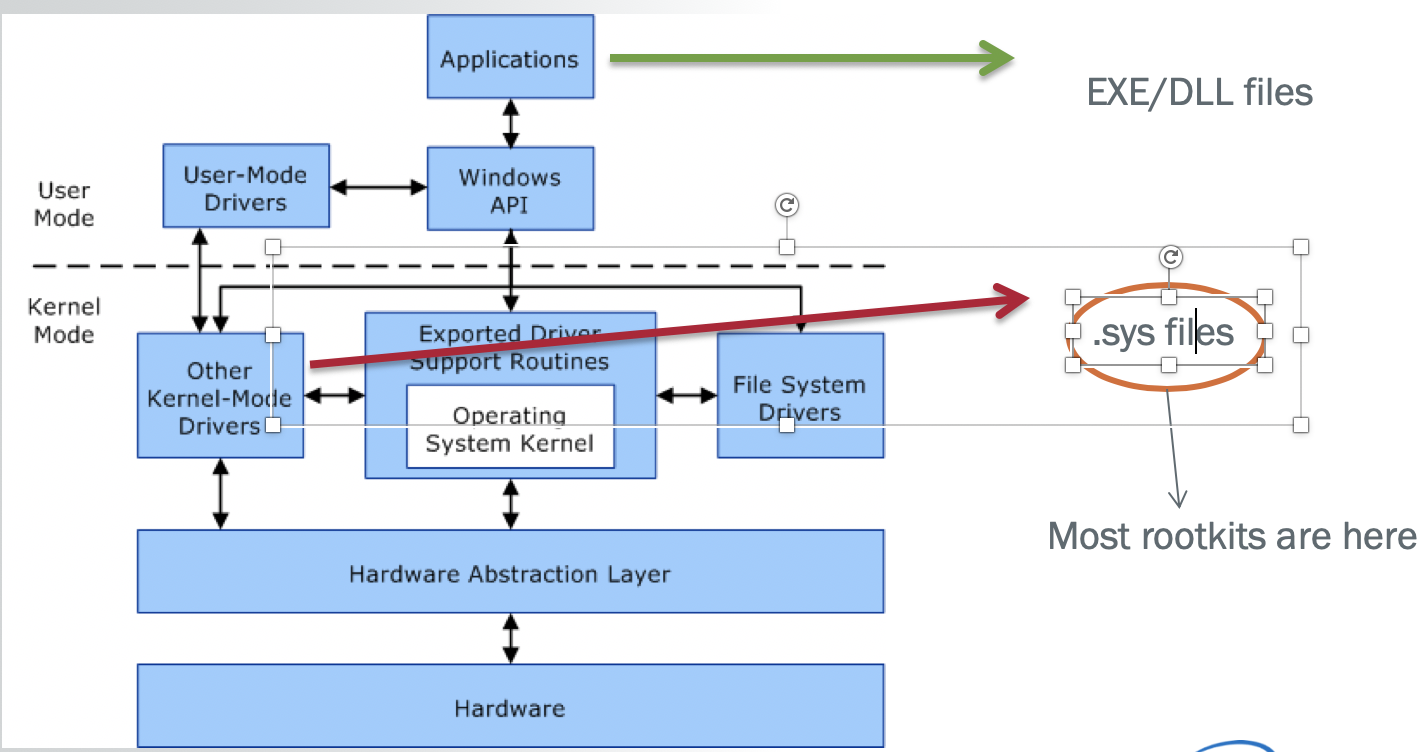 Applications
EXE/DLL files
User-Mode
Drivers
Windows
API
User
Mode
Kernel
Mode
.sys files
Exported Driver
Support Routines
Other
Kernel-Mode
Drivers
File System
Drivers
Operating
System Kernel
Most rootkits are here
Hardware Abstraction Layer
Hardware